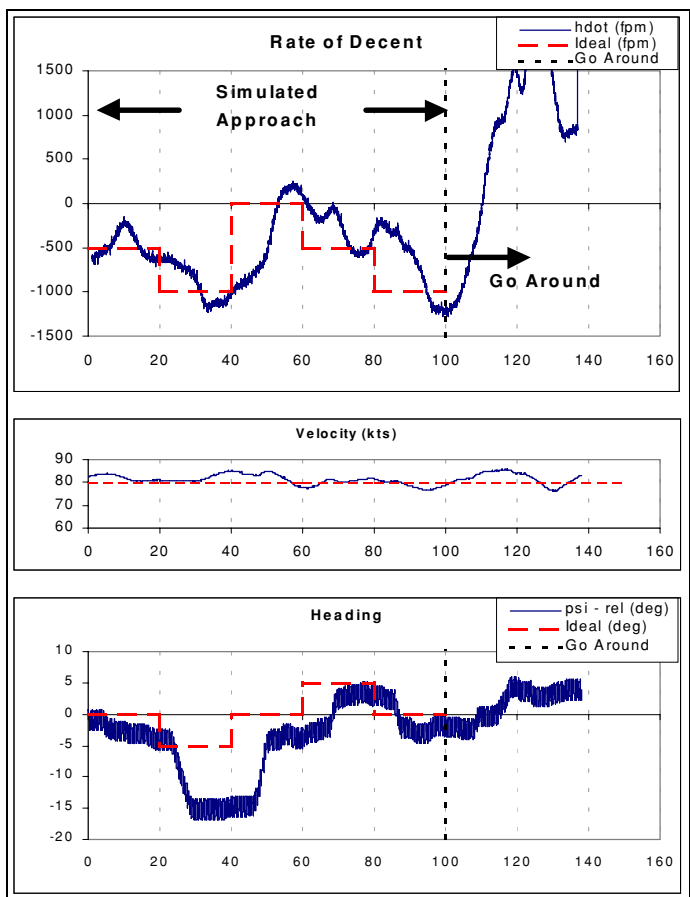 Rate of Decent
hdot (fpm)
Ideal (fpm)
Go Around
Simulated
Approach
Go Around
1500
1000
500
0
-500
-1000
-1500
0 20 40 60 80 100 120 140 160
Velocity (kts)
90
80
70
60
0 20 40 60 80 100 120 140 160
Heading
psi - rel (deg)
Ideal (deg)
Go Around
10
5
0
-5
-10
-15
-20
0 20 40 60 80 100 120 140 160